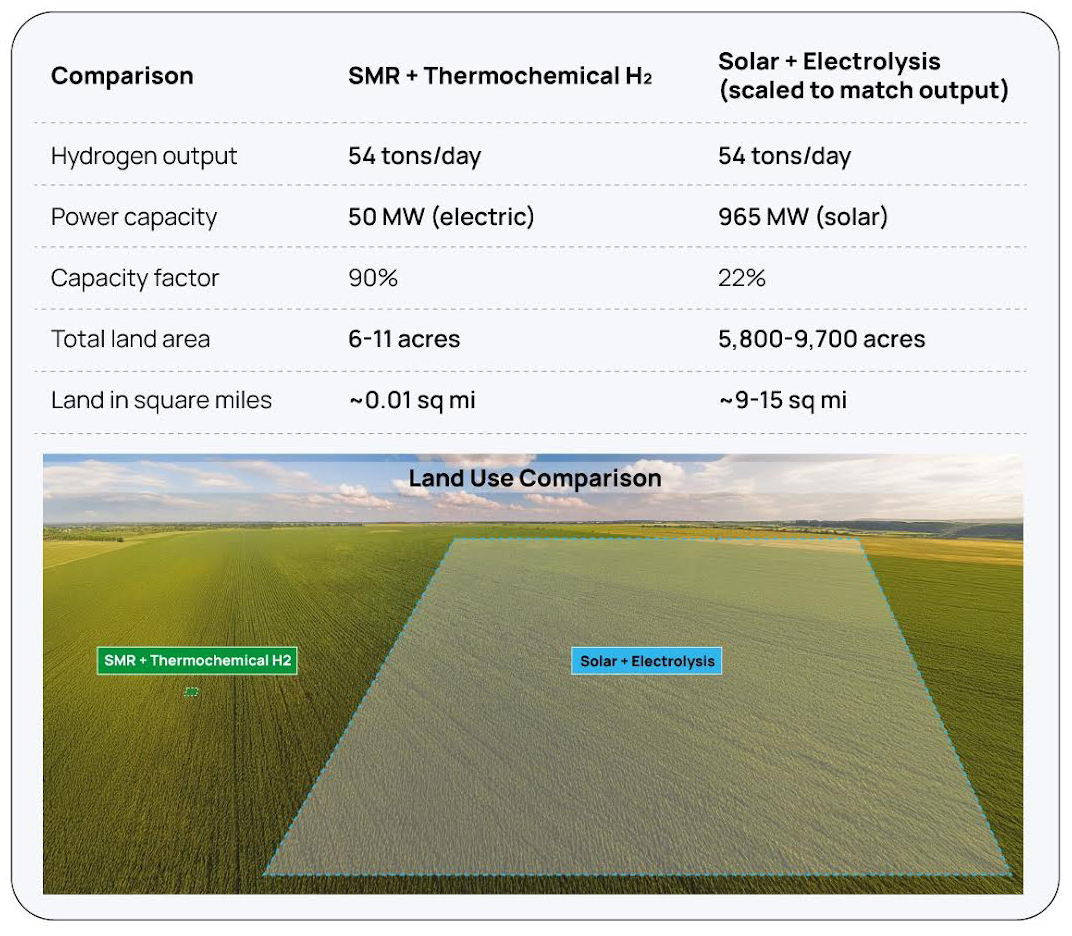 Comparison
SMR + Thermochemical H₂
Solar + Electrolysis
(scaled to match output)
Hydrogen output
54 tons/day
54 tons/day
Power capacity
50 MW (electric)
965 MW (solar)
Capacity factor
90%
22%
Total land area
6-11 acres
5,800-9,700 acres
Land in square miles
~0.01 sq mi
~9-15 sq mi
Land Use Comparison
SMR + Thermochemical H2
Solar + Electrolysis